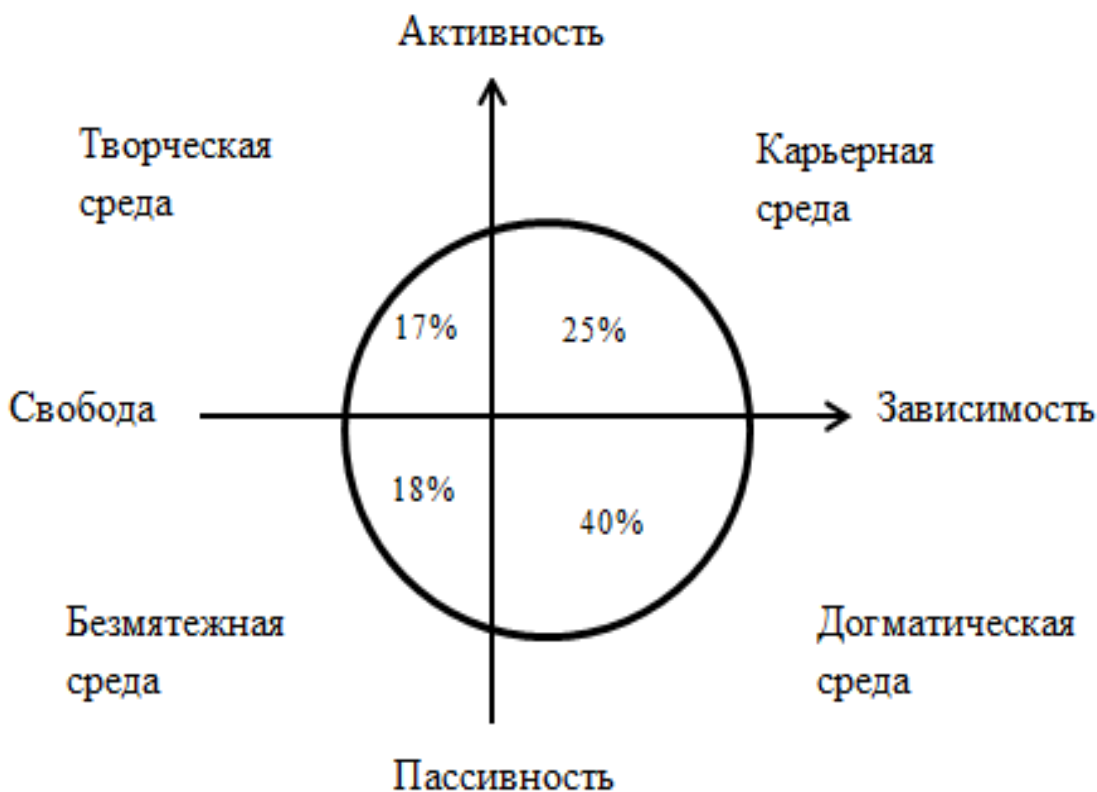 Активность
Творческая
среда
Карьерная
среда
17%
25%
Свобода
Зависимость
18%
40%
Безмятежная
среда
Догматическая
среда
Пассивность